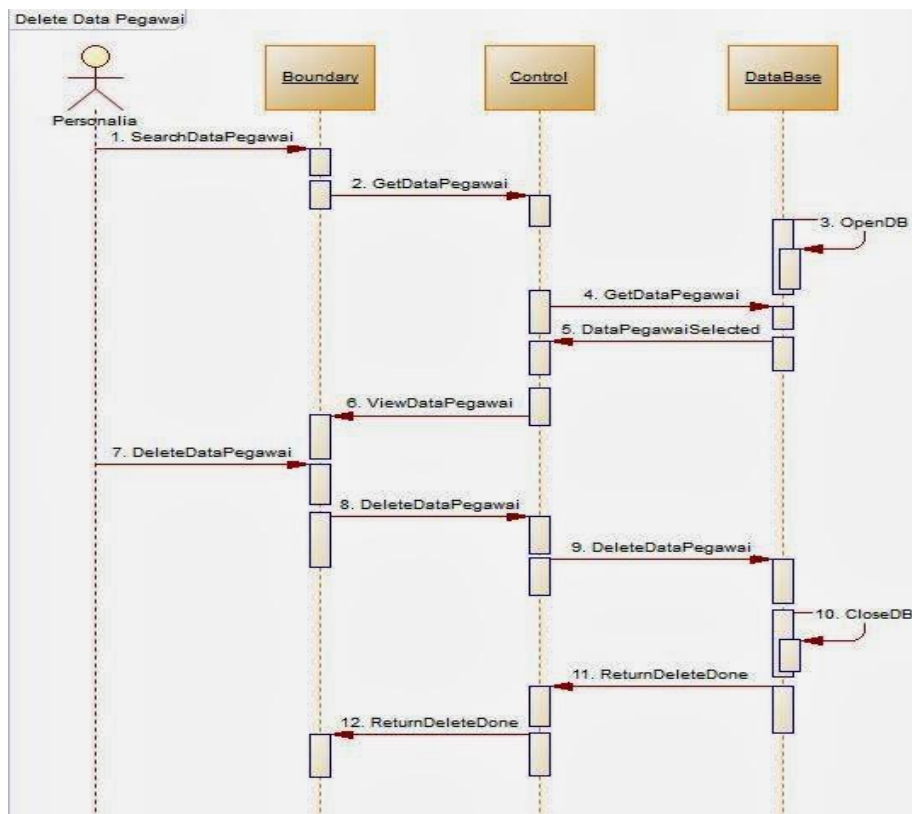 Delete Data Pegawai
Boundary
Control
DataBase
Personalia
1. SearchDataPegawai
2. GetDataPegawai
3. OpenDB
4. GetDataPegawai
5. DataPegawaiSelected
6. ViewDataPegawai
7. DeleteDataPegawai
8. DeleteDataPegawai
9. DeleteDataPegawai
10. CloseDB
11. ReturnDeleteDone
12. ReturnDeleteDone